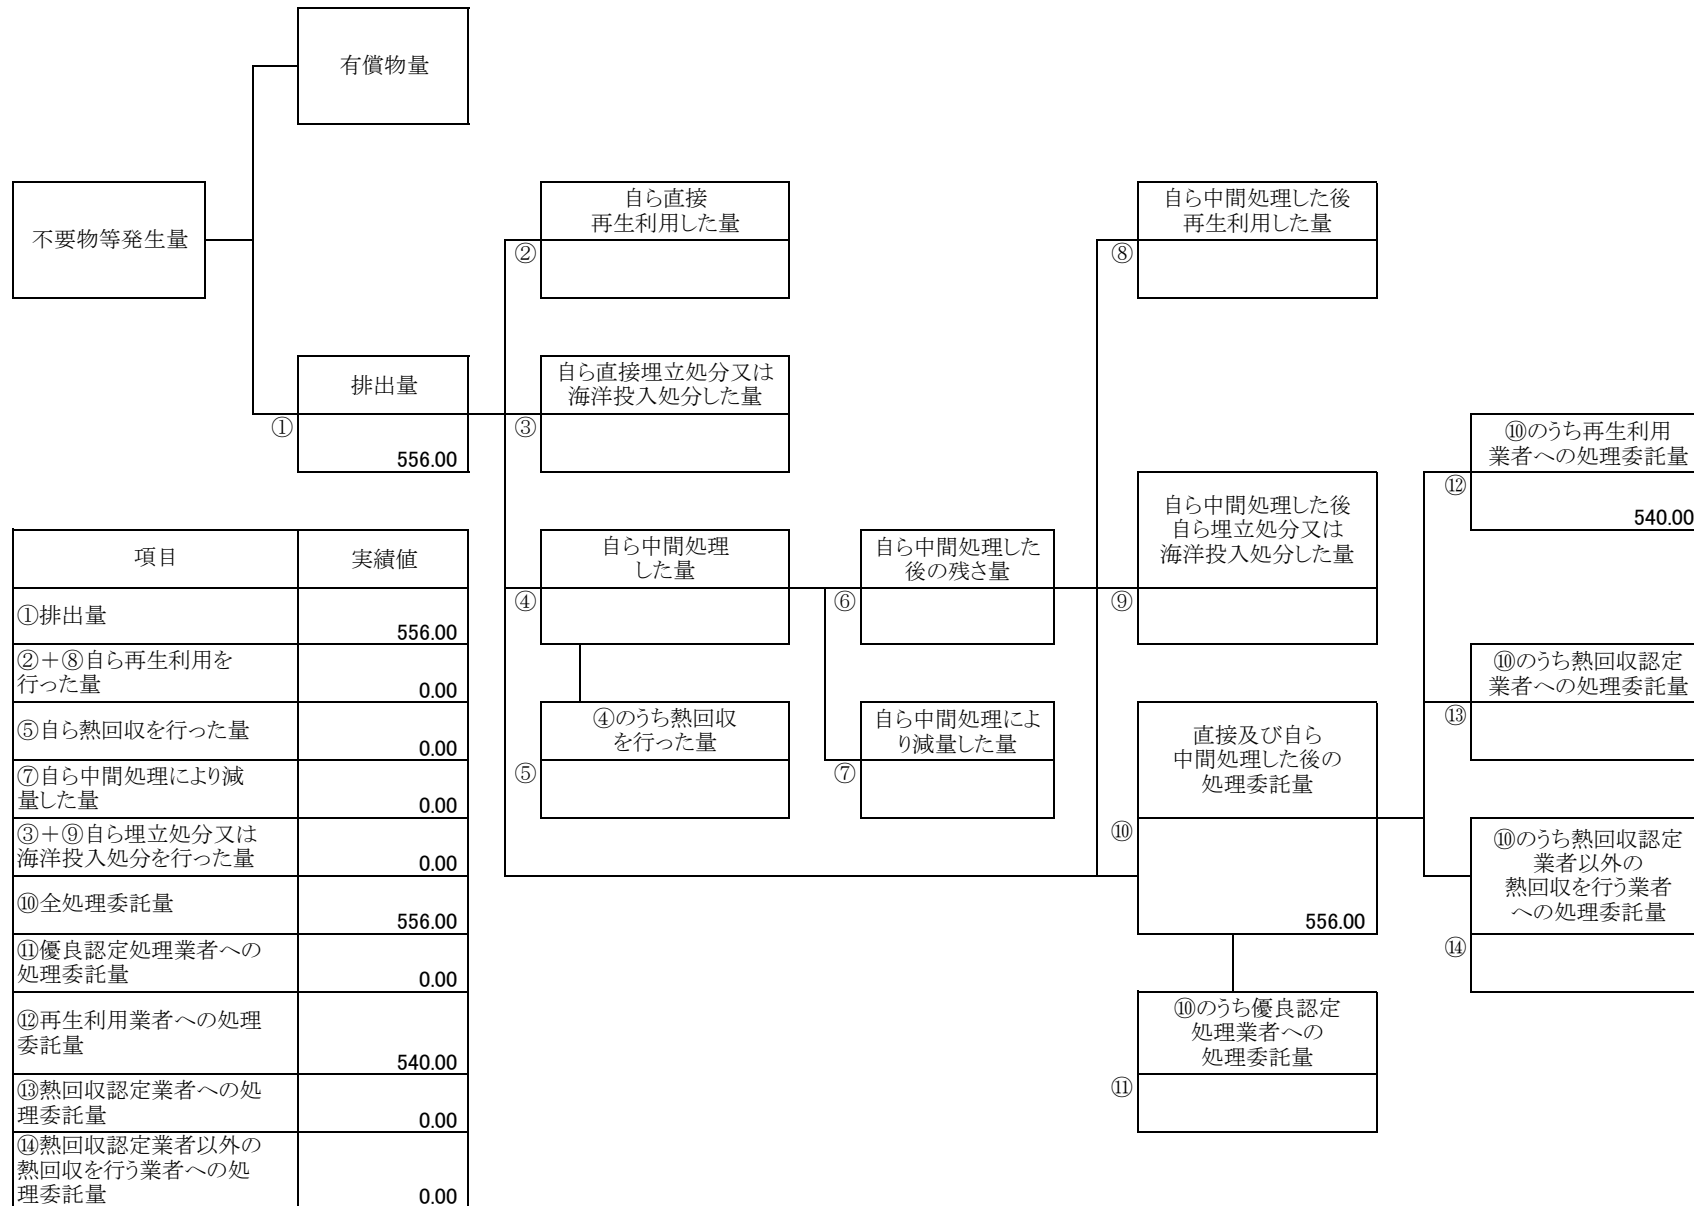 有償物量
不要物等発生量
自ら直接
再生利用した量
②
自ら中間処理した後
再生利用した量
⑧
排出量
①
556.00
自ら直接埋立処分又は
海洋投入処分した量
③
⑩のうち再生利用
業者への処理委託量
⑫
540.00
自ら中間処理
した量
④
自ら中間処理した
後の残さ量
⑥
自ら中間処理した後
自ら埋立処分又は
海洋投入処分した量
⑨
④のうち熱回収
を行った量
⑤
自ら中間処理によ
り減量した量
⑦
直接及び自ら
中間処理した後の
処理委託量
⑩
556.00
⑩のうち熱回収認定
業者への処理委託量
⑬
⑩のうち熱回収認定
業者以外の
熱回収を行う業者
への処理委託量
⑭
⑩のうち優良認定
処理業者への
処理委託量
⑪
項目 実績値
①排出量
556.00
②+⑧自ら再生利用を
行った量
0.00
⑤自ら熱回収を行った量
0.00
⑦自ら中間処理により減
量した量
0.00
③+⑨自ら埋立処分又は
海洋投入処分を行った量
0.00
⑩全処理委託量
556.00
⑪優良認定処理業者への
処理委託量
0.00
⑫再生利用業者への処理
委託量
540.00
⑬熱回収認定業者への処
理委託量
0.00
⑭熱回収認定業者以外の
熱回収を行う業者への処
理委託量
0.00